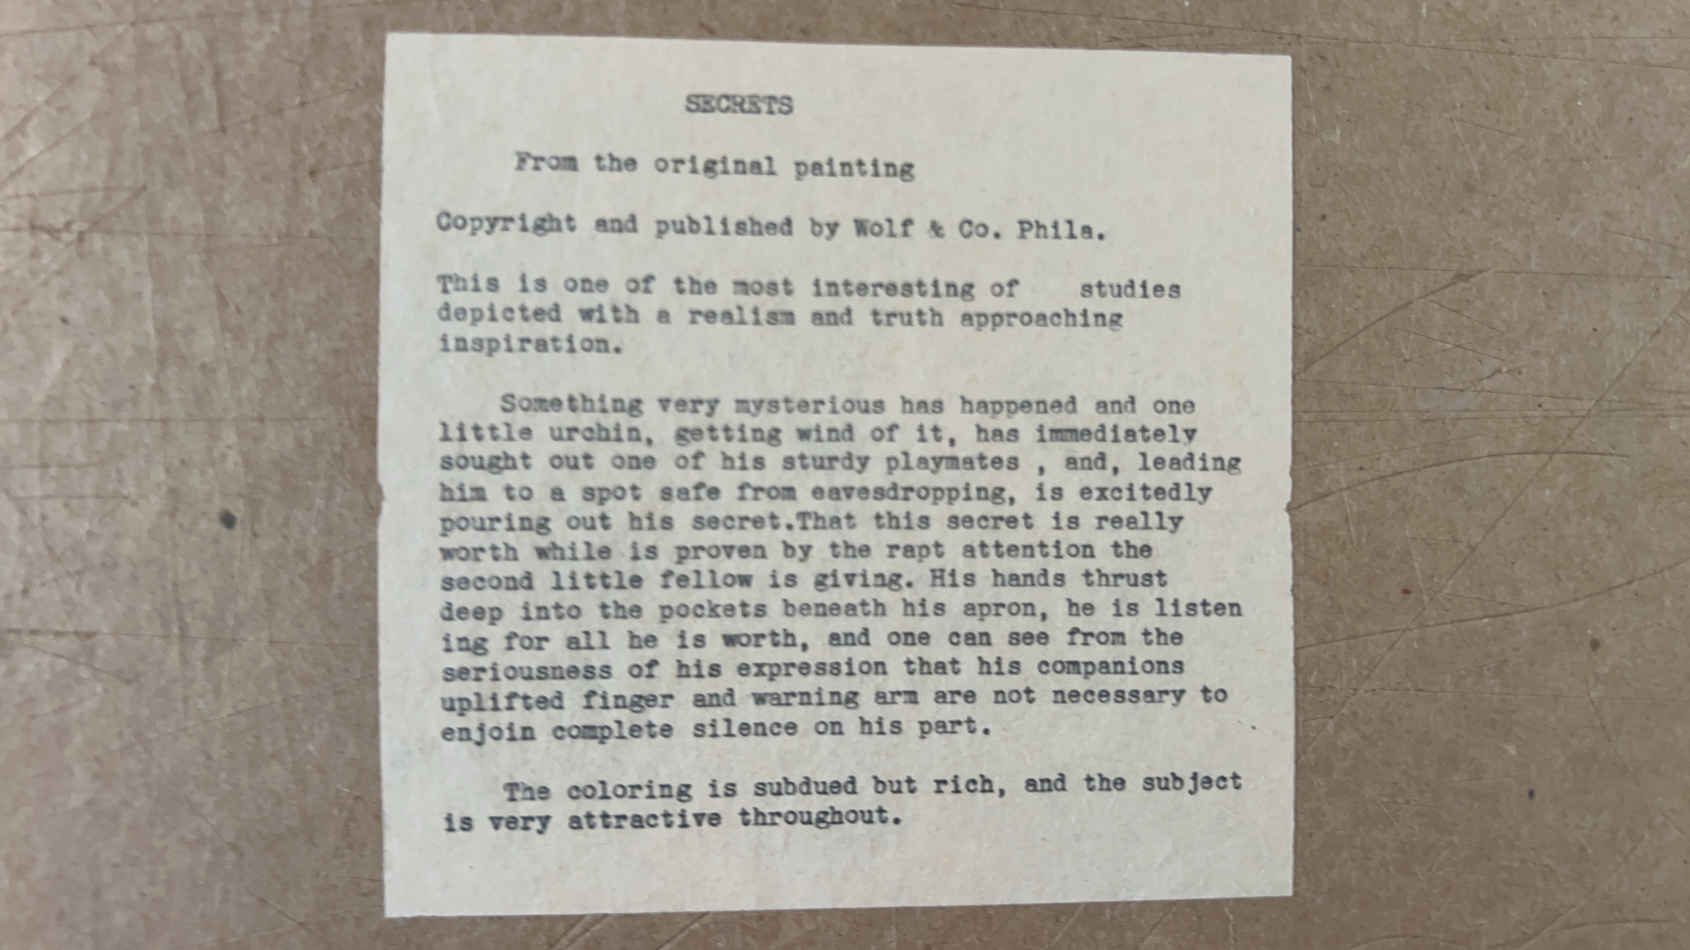 SECRETS
From the original painting
Copyright and published by Wolf & Co. Phila.
This is one of the most interesting of studies
depicted with a realism and truth approaching
inspiration.
Something very mysterious has happened and one
little urchin, getting wind of it, has immediately
sought out one of his sturdy playmates , and, leading
him to a spot safe from eavesdropping, is excitedly
pouring out his secret.That this secret is really
worth while is proven by the rapt attention the
second little fellow is giving. His hands thrust
deep into the pockets beneath his apron, he is listen
ing for all he is worth, and one can see from the
seriousness of his expression that his companions
uplifted finger and warning arm are not necessary to
enjoin complete silence on his part.
The coloring is subdued but rich, and the subject
is very attractive throughout.